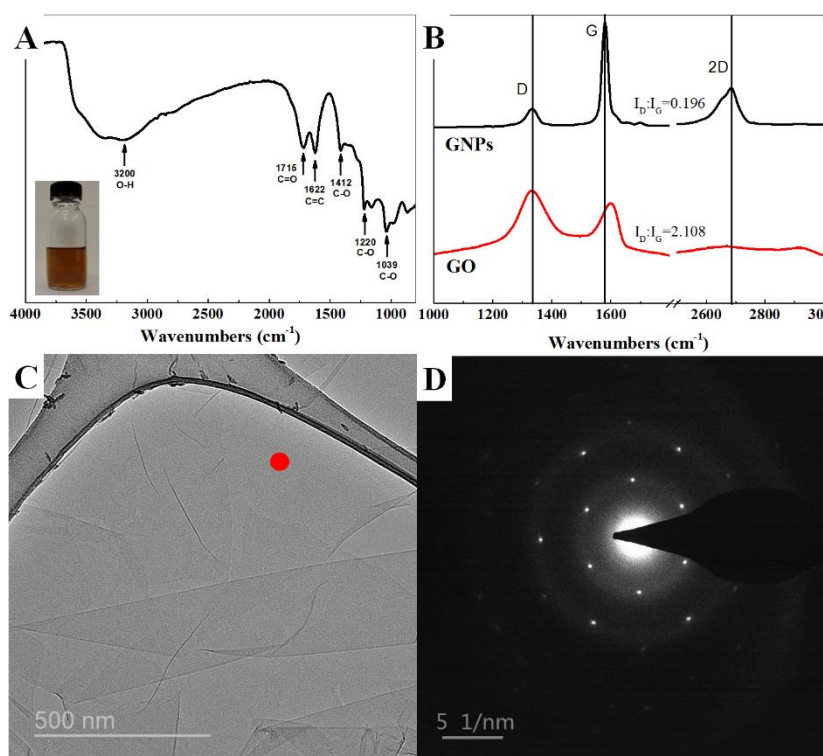 A
3200
O-H
1715
C=O
1622
C=C
1412
C-O
1220
C-O
1039
C-O
4000 3500 3000 2500 2000 1500 1000
Wavenumbers (cm⁻¹)
B
D
G
2D
I_D:I_G=0.196
GNPs
I_D:I_G=2.108
GO
1000 1200 1400 1600 2600 2800 300
Wavenumbers (cm⁻¹)
C
500 nm
D
5 1/nm